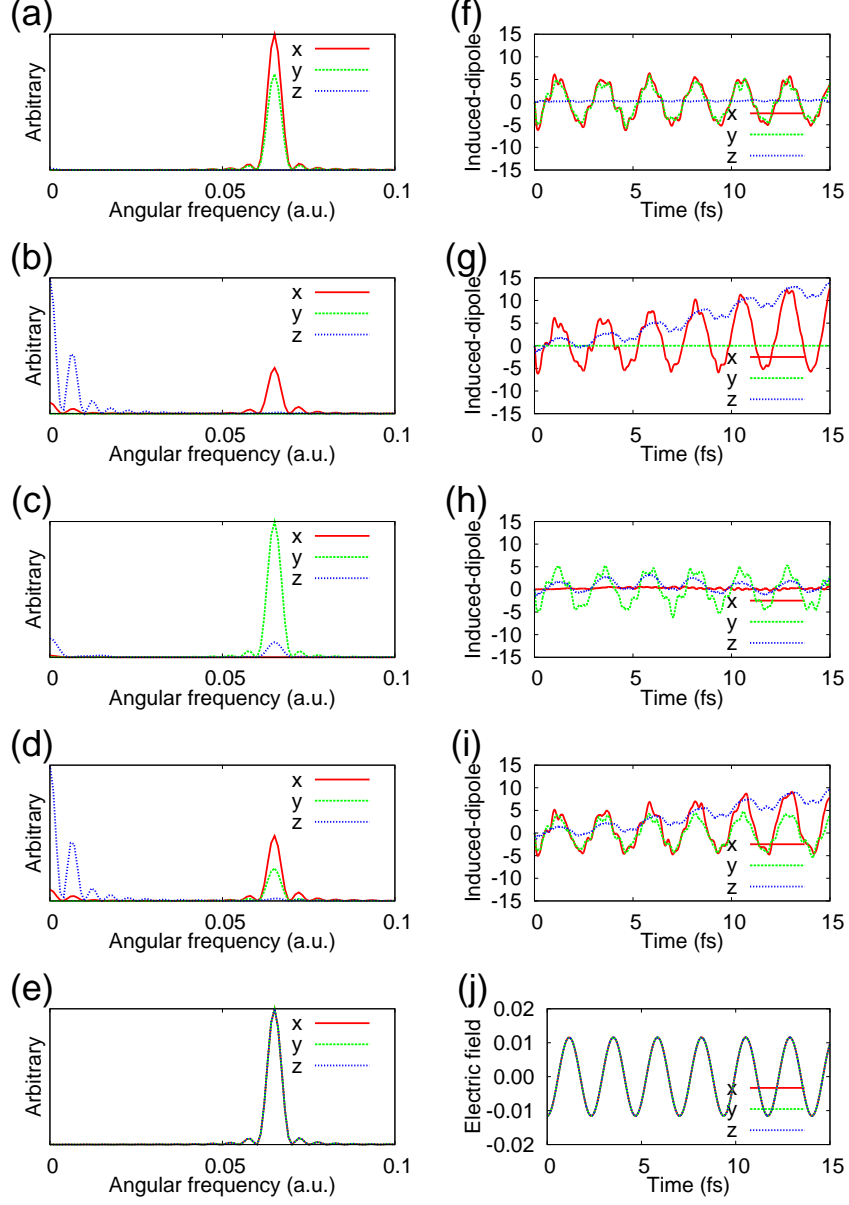 (a)
Arbitrary
x
y
z
0
0.05
0.1
Angular frequency (a.u.)
(f)
Induced-dipole
15
10
5
0
-5
-10
-15
x
y
z
0
5
10
15
Time (fs)
(b)
Arbitrary
x
y
z
0
0.05
0.1
Angular frequency (a.u.)
(g)
Induced-dipole
15
10
5
0
-5
-10
-15
x
y
z
0
5
10
15
Time (fs)
(c)
Arbitrary
x
y
z
0
0.05
0.1
Angular frequency (a.u.)
(h)
Induced-dipole
15
10
5
0
-5
-10
-15
x
y
z
0
5
10
15
Time (fs)
(d)
Arbitrary
x
y
z
0
0.05
0.1
Angular frequency (a.u.)
(i)
Induced-dipole
15
10
5
0
-5
-10
-15
x
y
z
0
5
10
15
Time (fs)
(e)
Arbitrary
x
y
z
0
0.05
0.1
Angular frequency (a.u.)
(j)
Electric field
0.02
0.01
0.00
-0.01
-0.02
x
y
z
0
5
10
15
Time (fs)